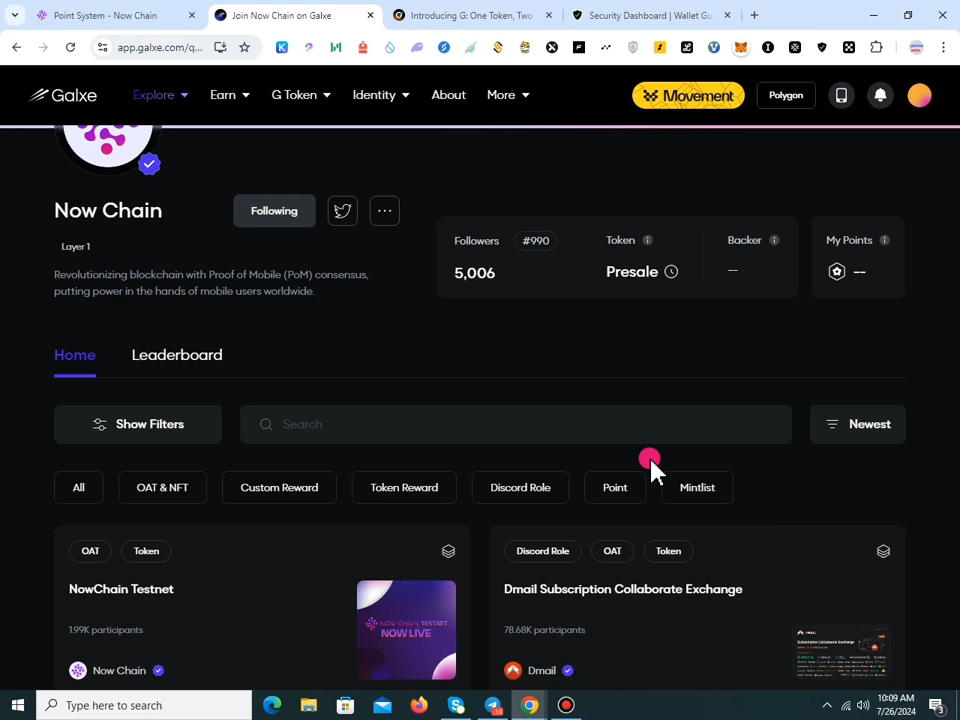 Point System - Now Chain
Join Now Chain on Galxe
Introducing G: One Token, Two
Security Dashboard | Wallet Gu
app.galxe.com/q...
Galxe
Explore
Earn
G Token
Identity
About
More
Movement
Polygon
Now Chain
Following
Layer 1
Revolutionizing blockchain with Proof of Mobile (PoM) consensus,
putting power in the hands of mobile users worldwide.
Followers
#990
5,006
Token
Presale
Backer
--
My Points
--
Home
Leaderboard
Show Filters
Search
Newest
All
OAT & NFT
Custom Reward
Token Reward
Discord Role
Point
Mintlist
OAT
Token
NowChain Testnet
1.99K participants
NOW CHAIN TESTNET
NOW LIVE
Now Chain
Discord Role
OAT
Token
Dmail Subscription Collaborate Exchange
78.68K participants
Dmail
Type here to search
10
10:09 AM
7/26/2024
3